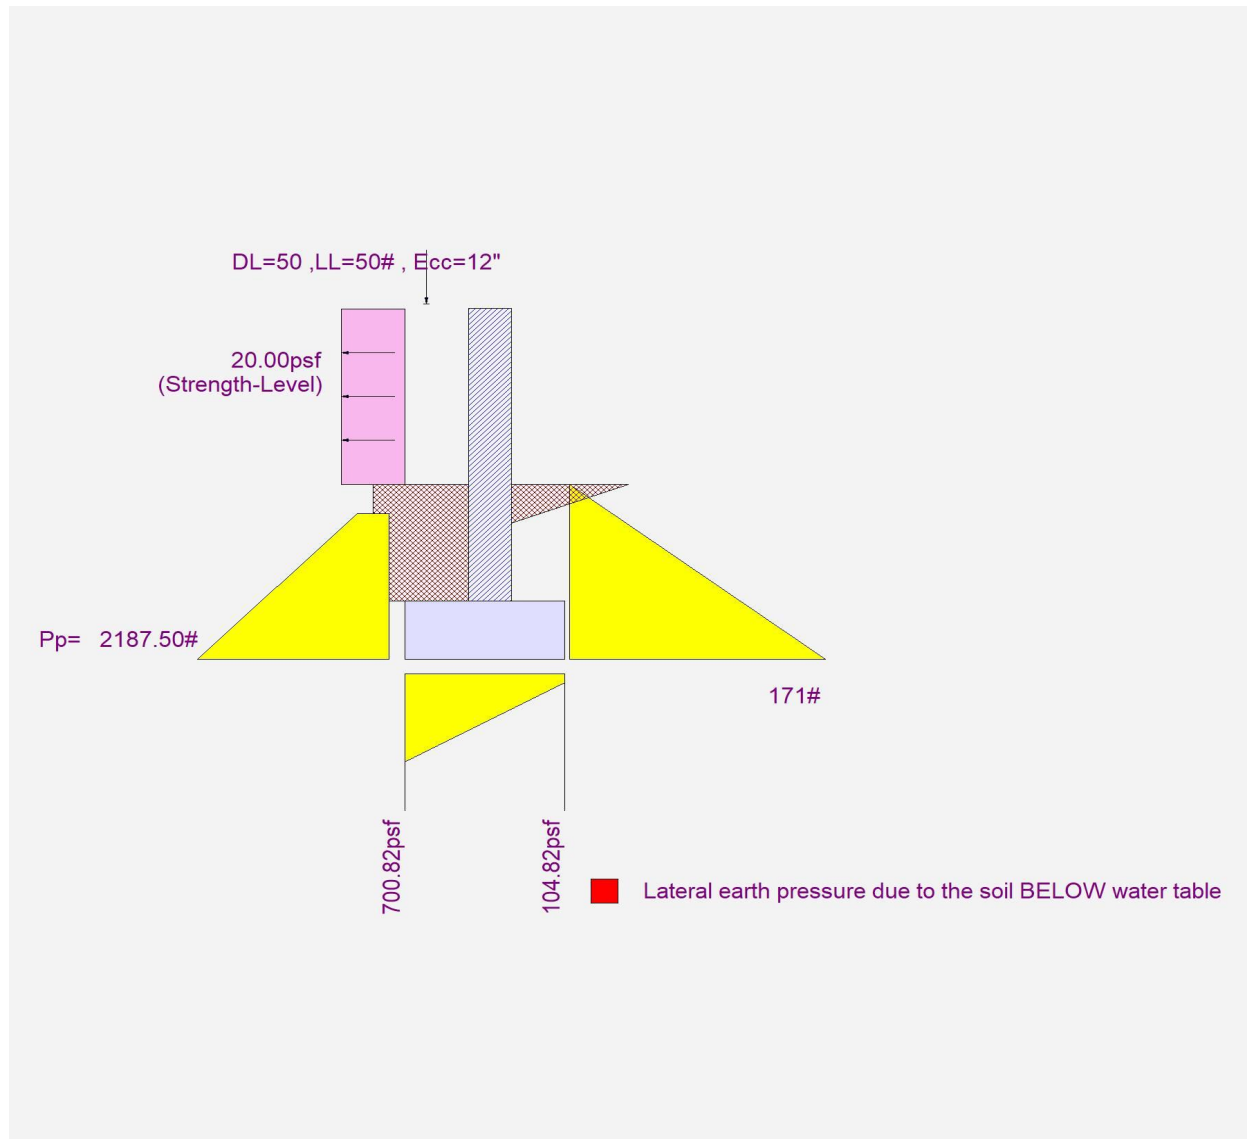 DL=50 ,LL=50# , Ecc=12"
20.00psf
(Strength-Level)
Pp=   2187.50#
171#
700.82psf
104.82psf
Lateral earth pressure due to the soil BELOW water table